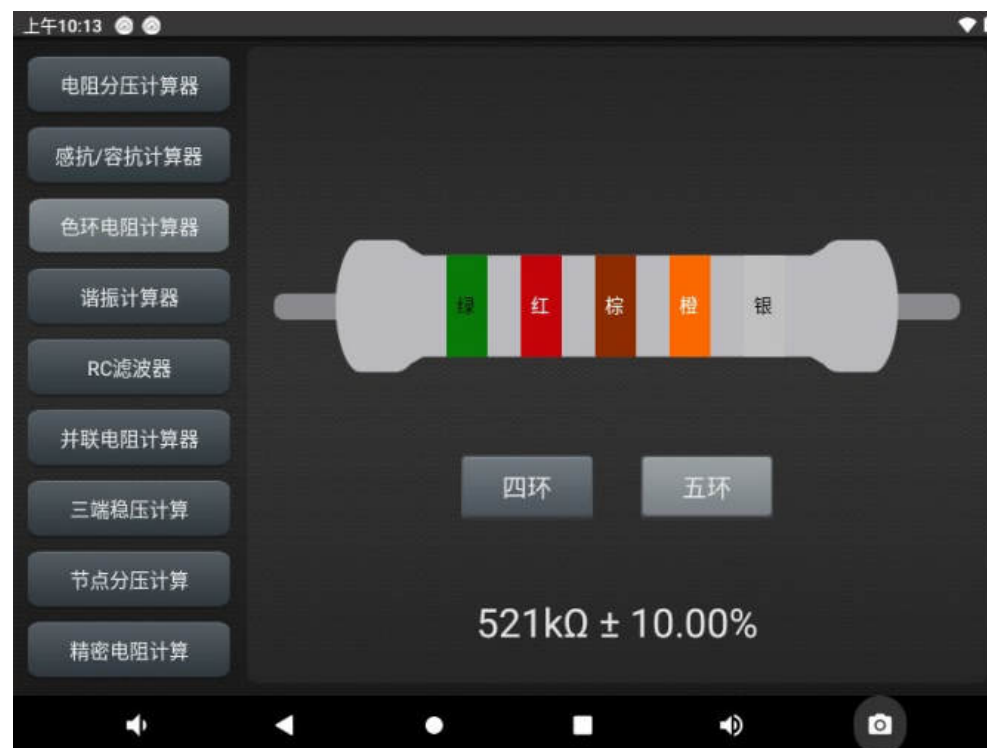 上午10:13
电阻分压计算器
感抗/容抗计算器
色环电阻计算器
谐振计算器
RC滤波器
并联电阻计算器
三端稳压计算
节点分压计算
精密电阻计算
绿 红 棕 橙 银
四环 五环
521kΩ ± 10.00%